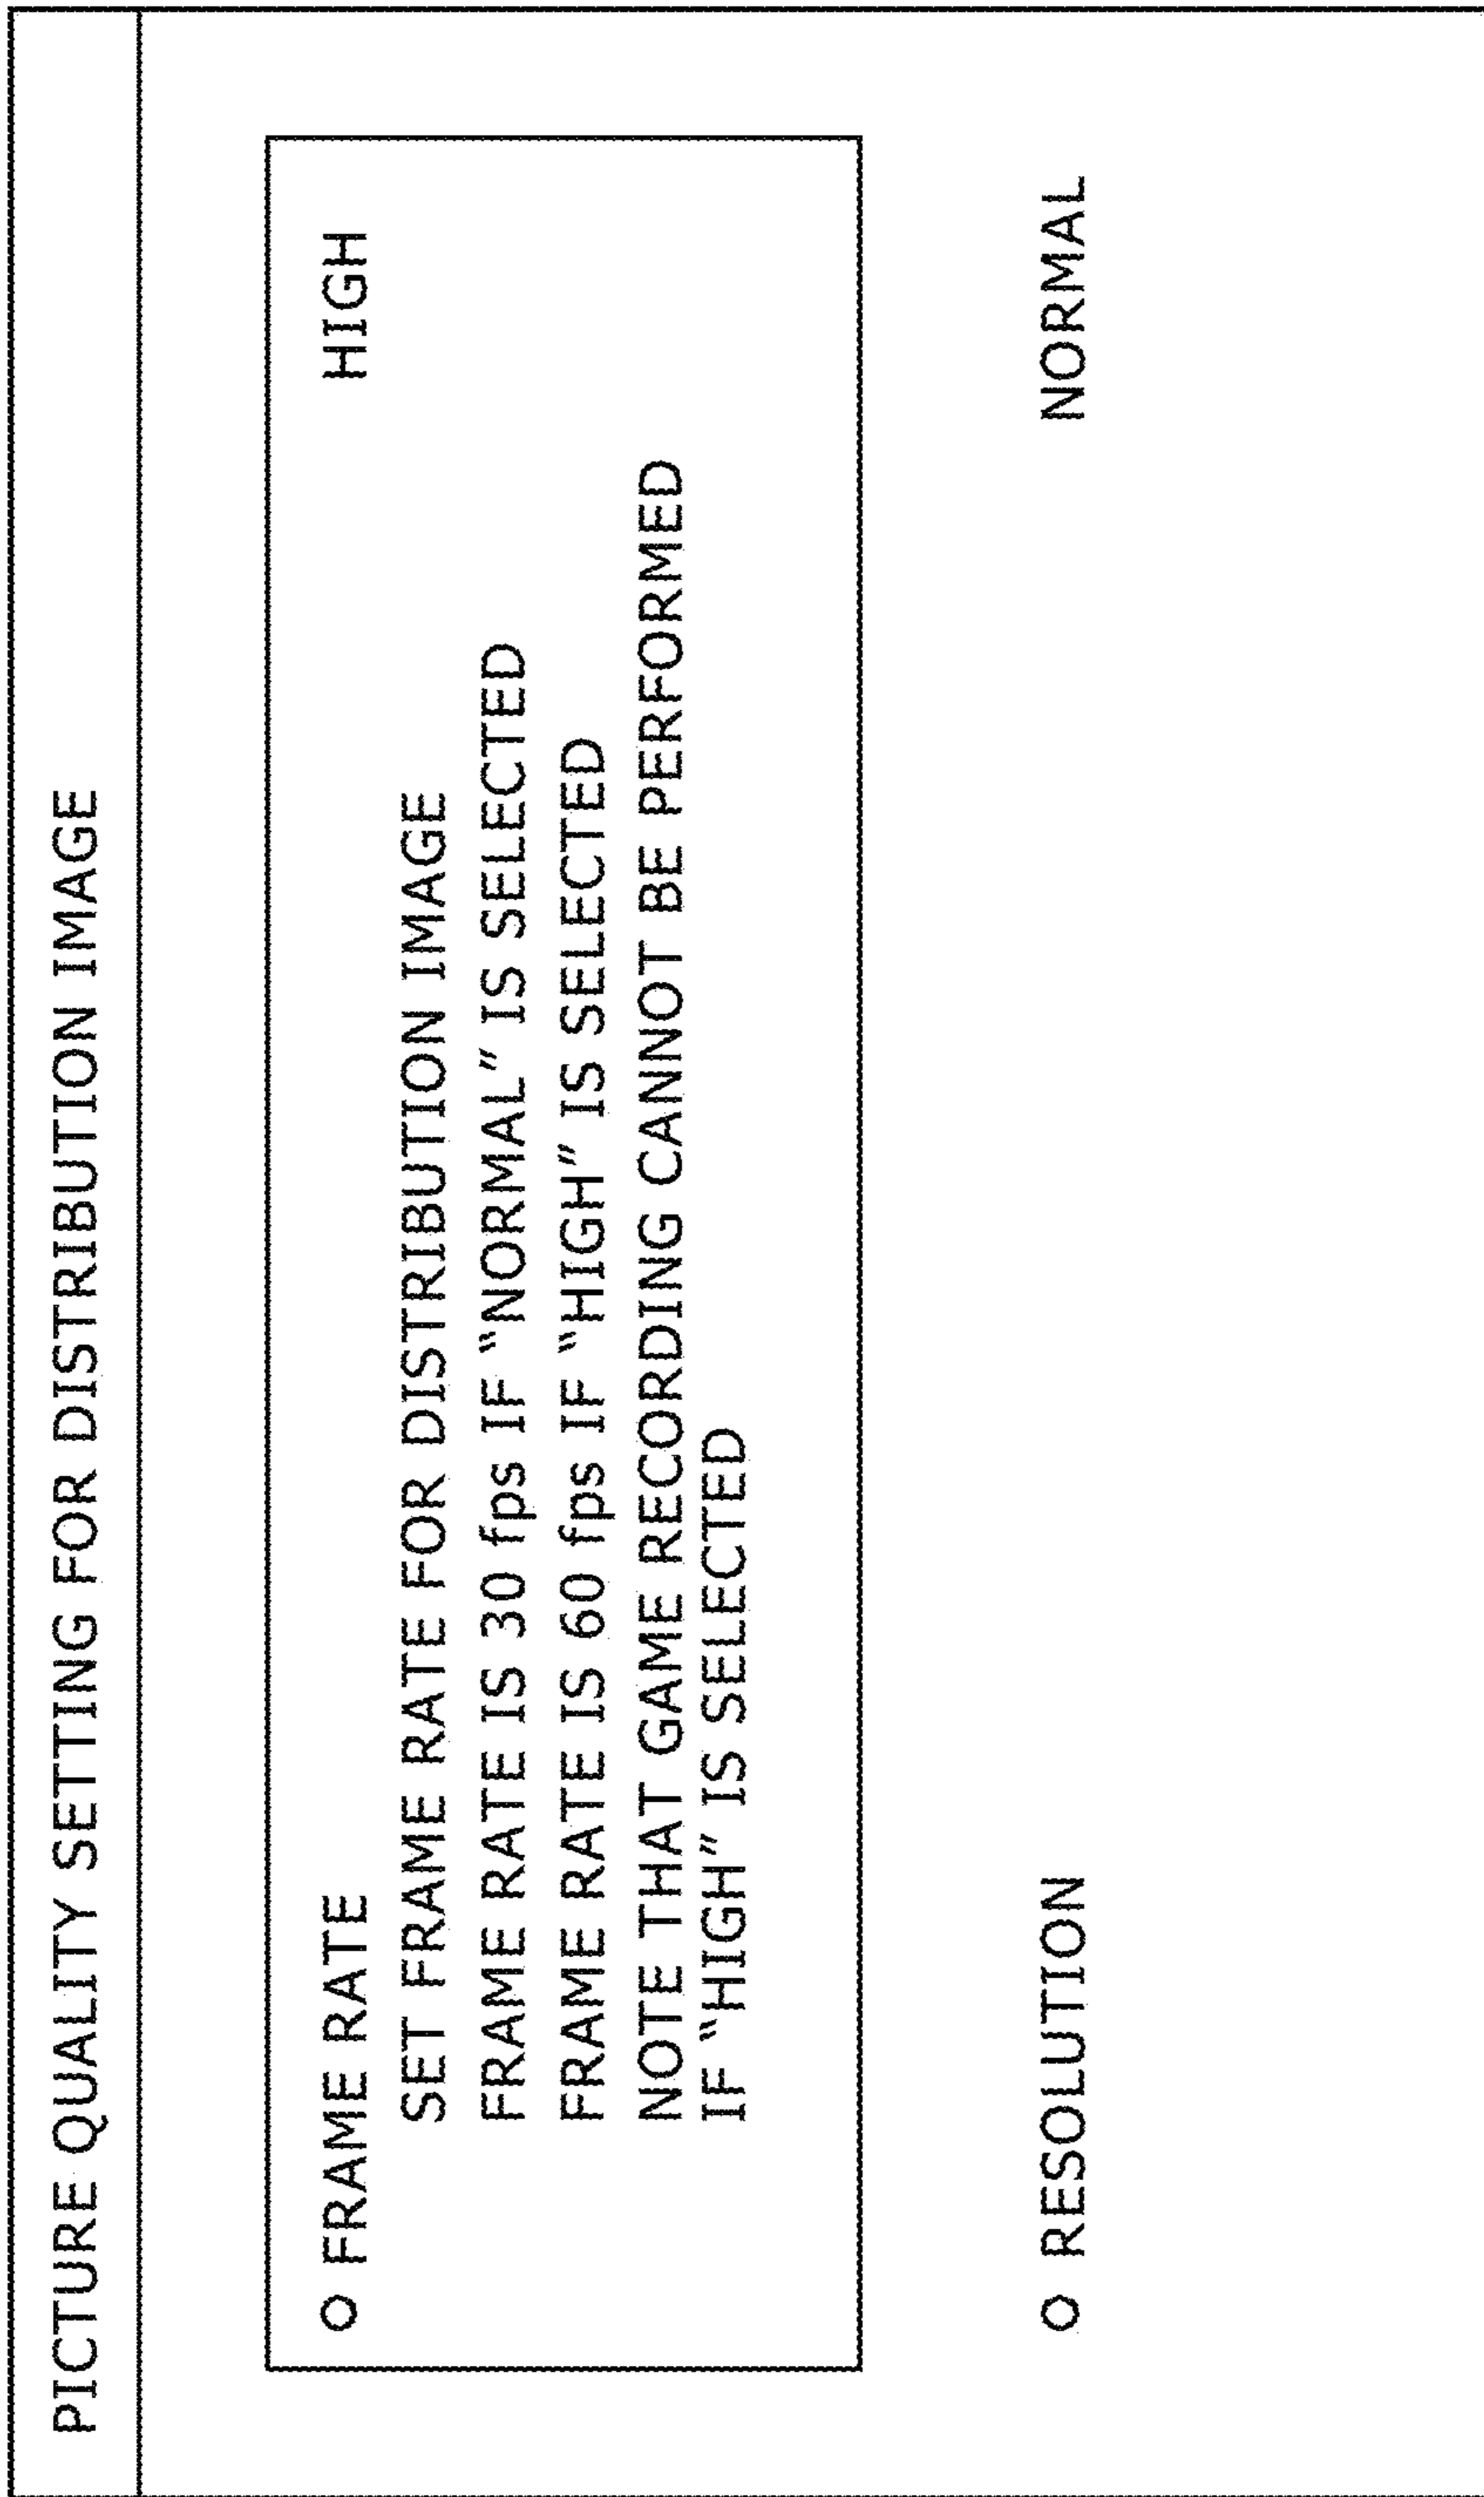 PICTURE QUALITY SETTING FOR DISTRIBUTION IMAGE
○ FRAME RATE HIGH
SET FRAME RATE FOR DISTRIBUTION IMAGE
FRAME RATE IS 30 fps IF “NORMAL” IS SELECTED
FRAME RATE IS 60 fps IF “HIGH” IS SELECTED
NOTE THAT GAME RECORDING CANNOT BE PERFORMED
IF “HIGH” IS SELECTED
○ RESOLUTION NORMAL